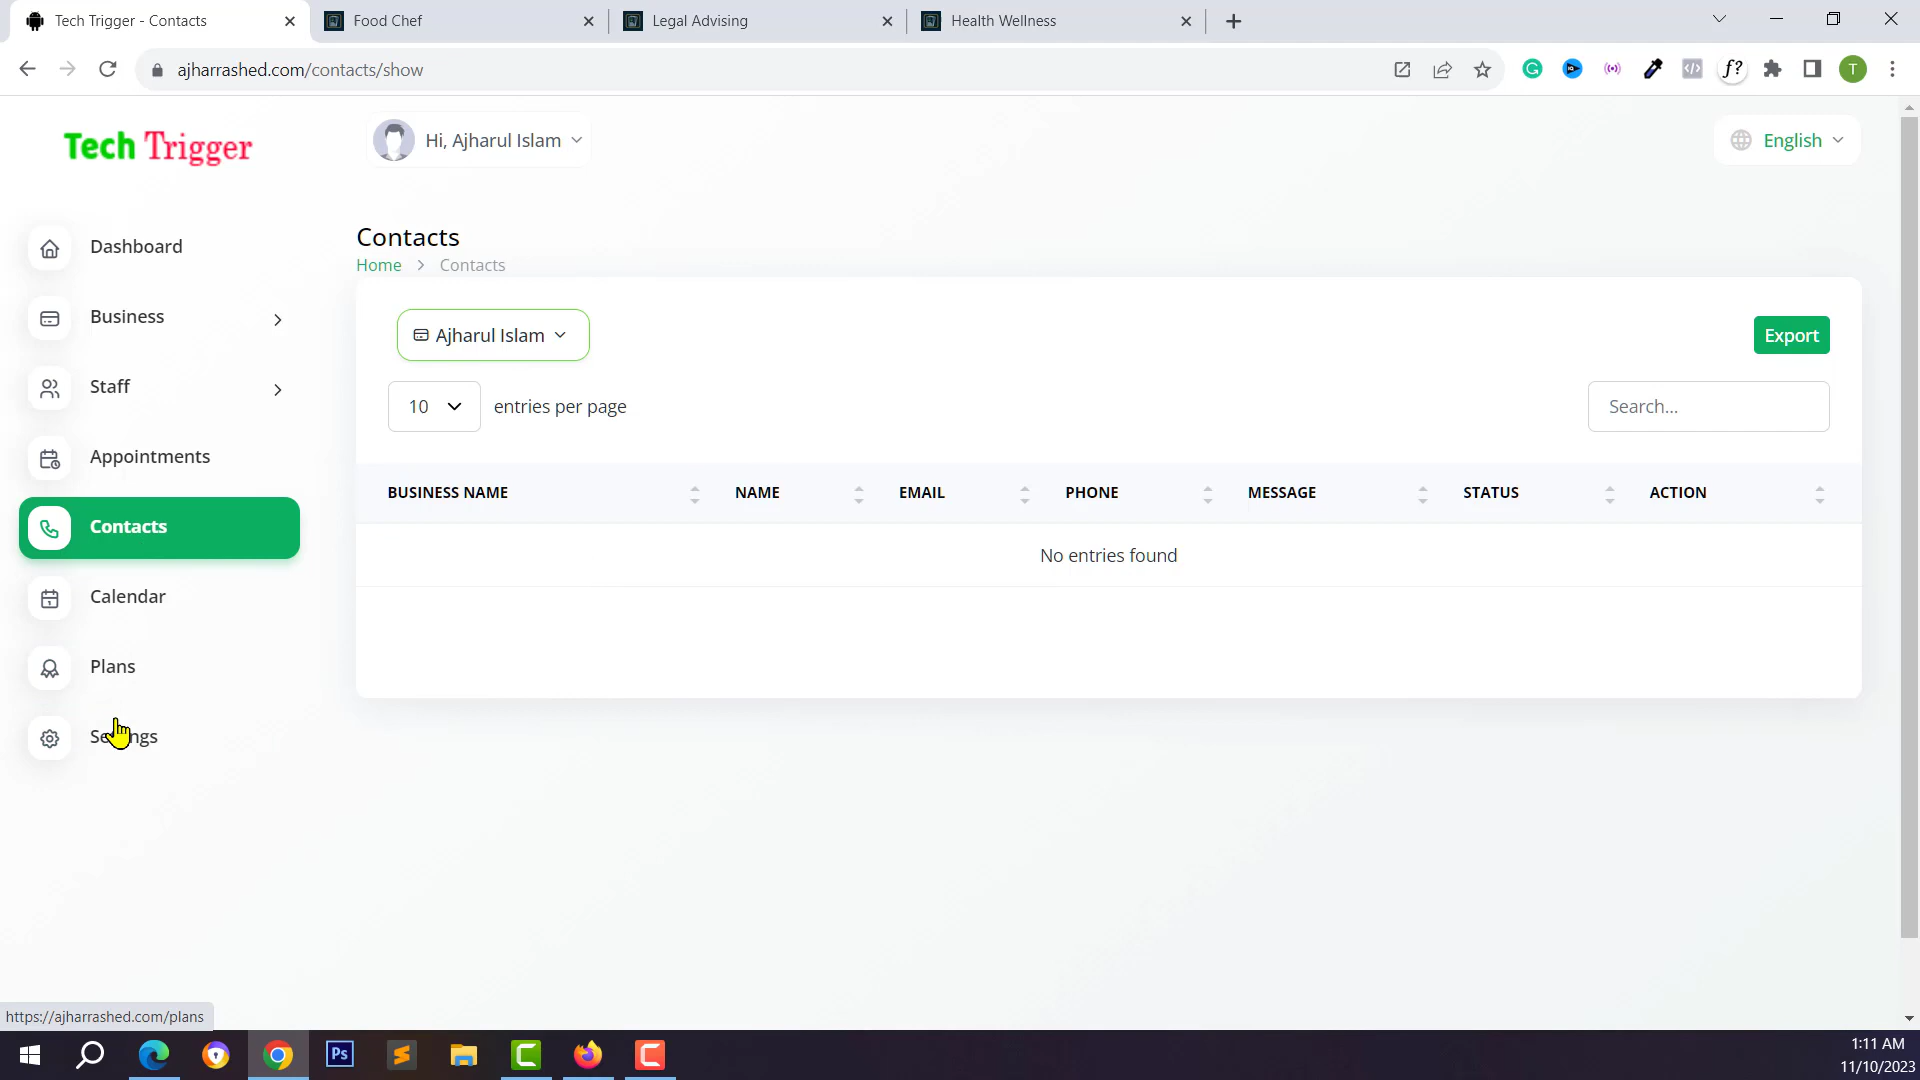 Tech Trigger - Contacts
Food Chef
Legal Advising
Health Wellness
ajharrashed.com/contacts/show
T
Tech Trigger
Hi, Ajharul Islam
English
Dashboard
Business
Staff
Appointments
Contacts
Calendar
Plans
Contacts
Home > Contacts
Ajharul Islam
Export
10 entries per page
Search...
BUSINESS NAME NAME EMAIL PHONE MESSAGE STATUS ACTION
No entries found
https://ajharrashed.com/plans
Ps
1:11 AM
11/10/2023